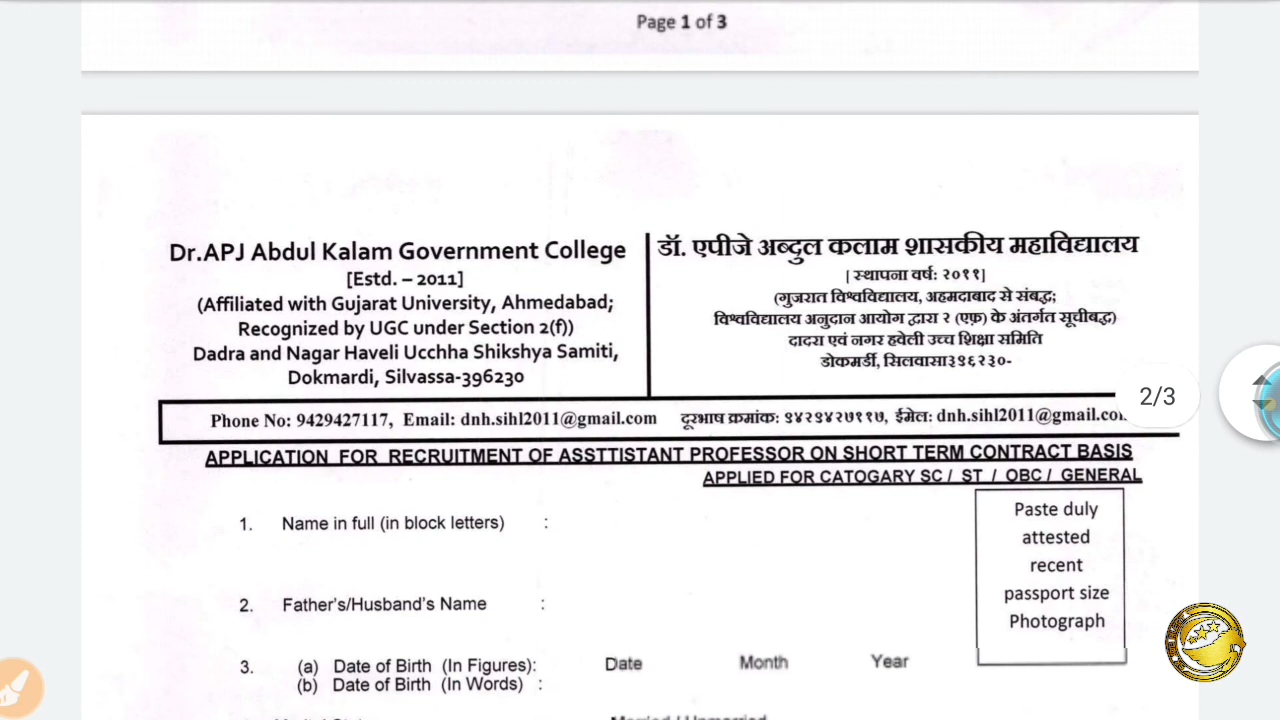 Page 1 of 3
Dr.APJ Abdul Kalam Government College
[Estd. – 2011]
(Affiliated with Gujarat University, Ahmedabad;
Recognized by UGC under Section 2(f))
Dadra and Nagar Haveli Ucchha Shikshya Samiti,
Dokmardi, Silvassa-396230
डॉ. एपीजे अब्दुल कलाम शासकीय महाविद्यालय
[स्थापना वर्ष: २०११]
(गुजरात विश्वविद्यालय, अहमदाबाद से संबद्ध;
विश्वविद्यालय अनुदान आयोग द्वारा २ (एफ़) के अंतर्गत सूचीबद्ध)
दादरा एवं नगर हवेली उच्च शिक्षा समिति
डोकमर्डी, सिलवासा३९६२३०-
2/3
Phone No: 9429427117, Email: dnh.sihl2011@gmail.com दूरभाष क्रमांक: ९४२९४२७११७, ईमेल: dnh.sihl2011@gmail.com
APPLICATION FOR RECRUITMENT OF ASSTTISTANT PROFESSOR ON SHORT TERM CONTRACT BASIS
APPLIED FOR CATOGARY SC / ST / OBC / GENERAL
1. Name in full (in block letters) :
Paste duly
attested
recent
passport size
Photograph
2. Father's/Husband's Name :
3. (a) Date of Birth (In Figures): Date Month Year
(b) Date of Birth (In Words) :